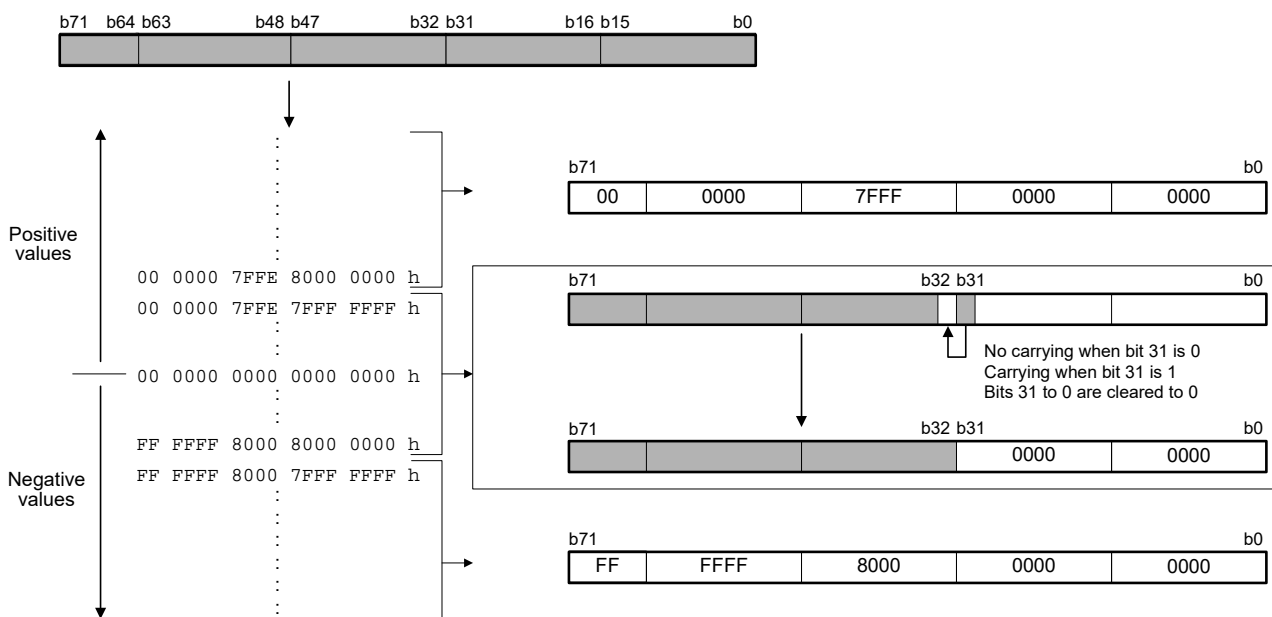 b71 b64 b63 b48 b47 b32 b31 b16 b15 b0
Positive
values
00 0000 7FFE 8000 0000 h
00 0000 7FFE 7FFF FFFF h
00 0000 0000 0000 0000 h
FF FFFF 8000 8000 0000 h
FF FFFF 8000 7FFF FFFF h
Negative
values
b71 b0
00 0000 7FFF 0000 0000
b71 b32 b31 b0
No carrying when bit 31 is 0
Carrying when bit 31 is 1
Bits 31 to 0 are cleared to 0
b71 b32 b31 b0
0000 0000
b71 b0
FF FFFF 8000 0000 0000